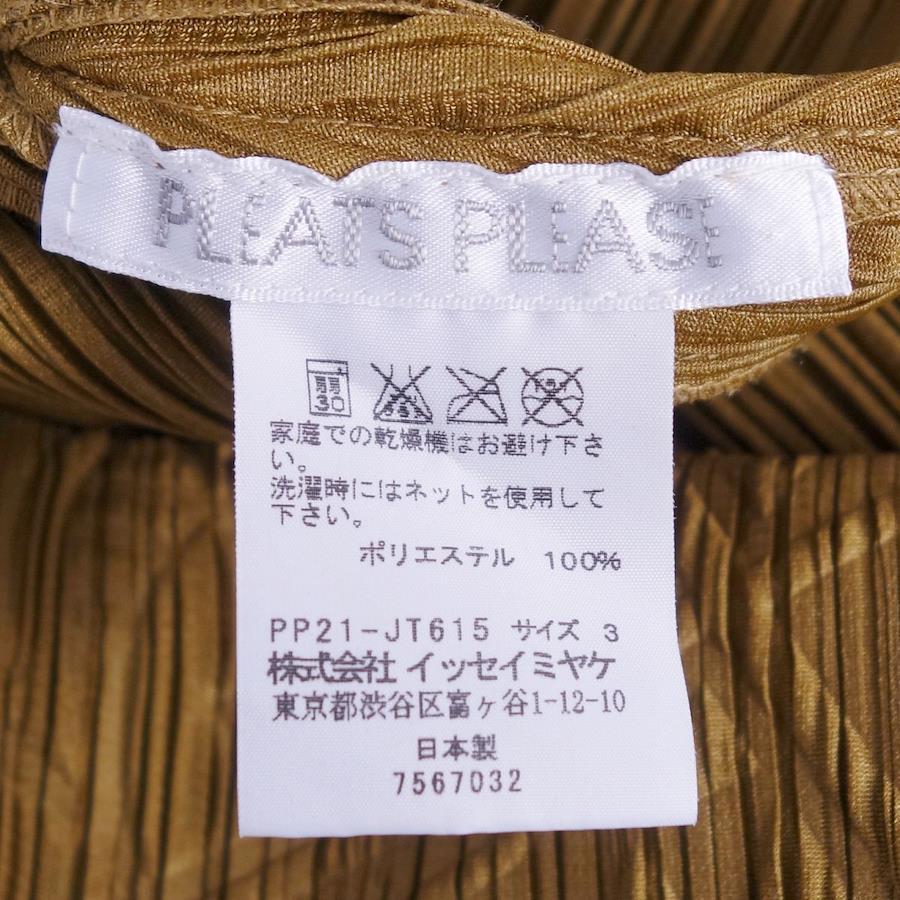 PLEATS PLEASE
弱
30
家庭での乾燥機はお避け下さ
い。
洗濯時にはネットを使用して
下さい。
ポリエステル 100%
PP21-JT615 サイズ 3
株式会社 イッセイミヤケ
東京都渋谷区富ヶ谷1-12-10
日本製
7567032